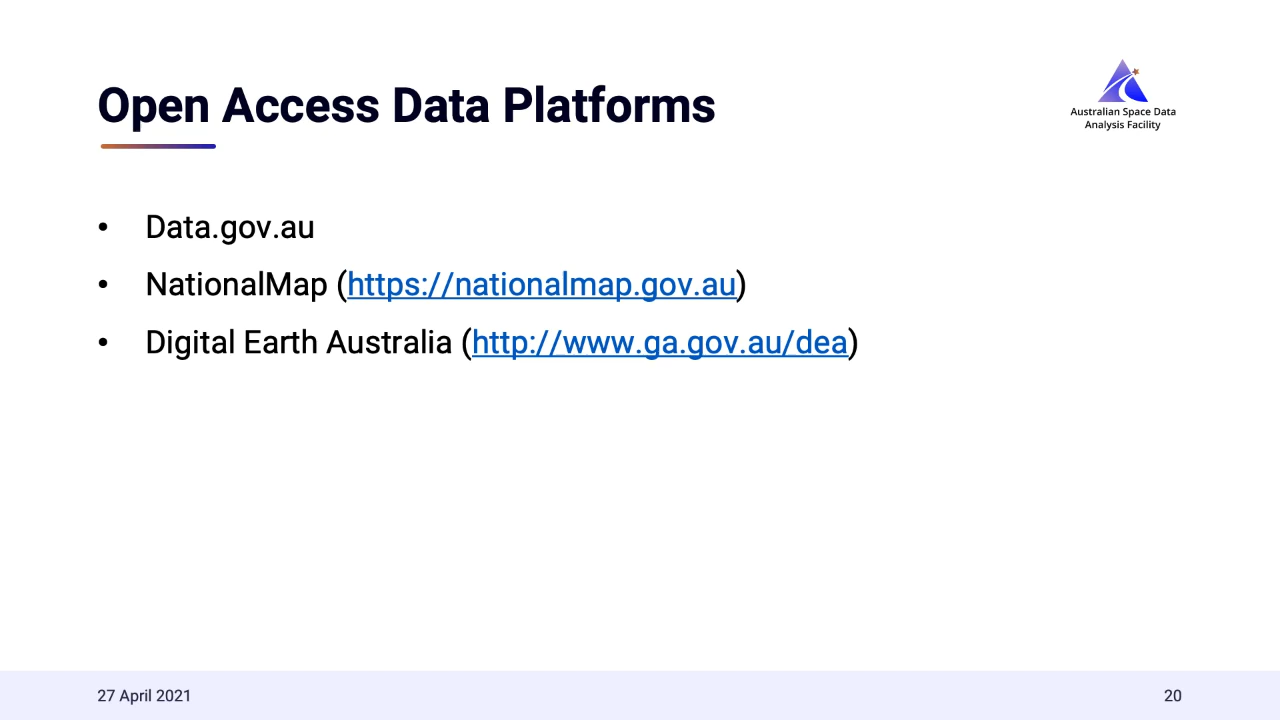 Open Access Data Platforms
Australian Space Data
Analysis Facility
• Data.gov.au
• NationalMap (https://nationalmap.gov.au)
• Digital Earth Australia (http://www.ga.gov.au/dea)
27 April 2021
20